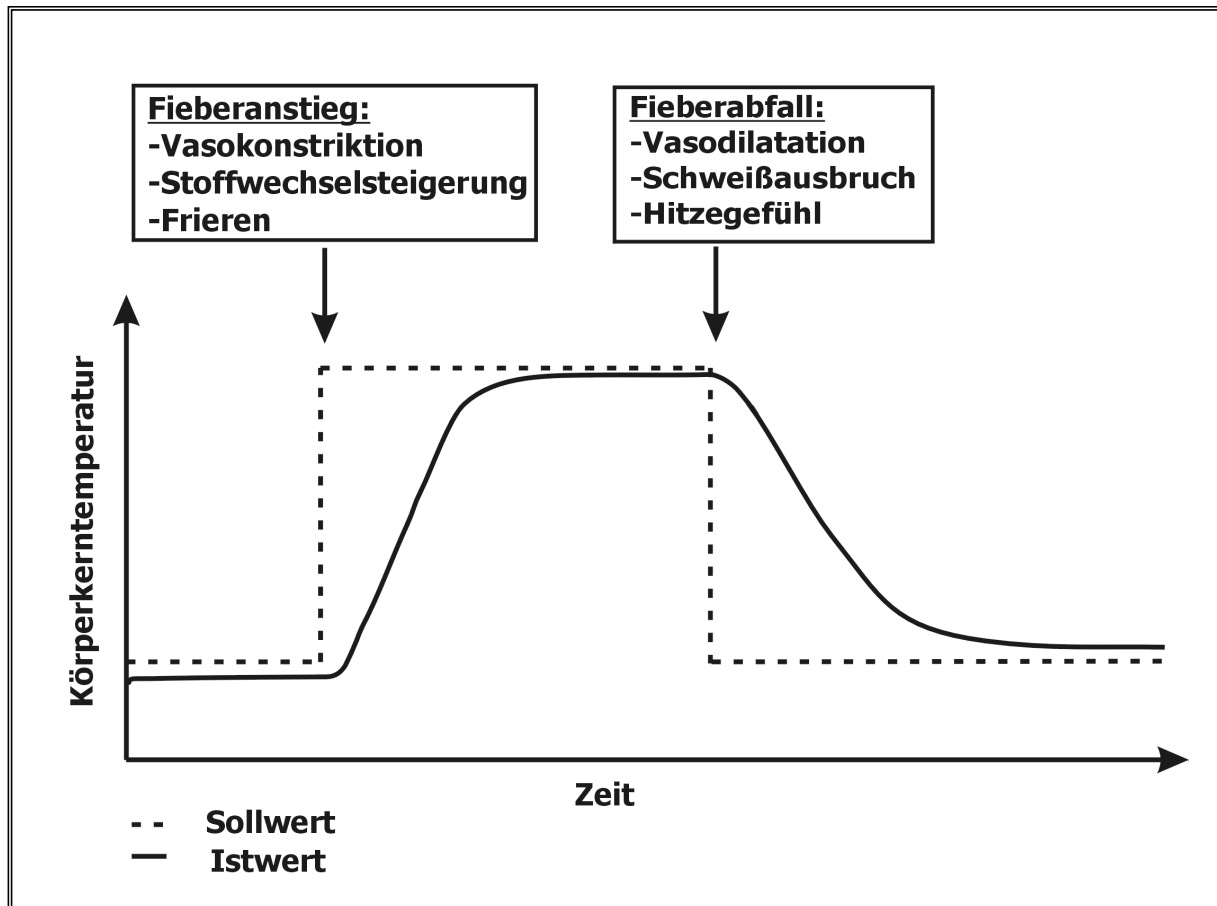 Fieberanstieg:
-Vasokonstriktion
-Stoffwechselsteigerung
-Frieren
Fieberabfall:
-Vasodilatation
-Schweißausbruch
-Hitzegefühl
Körperkerntemperatur
Zeit
Sollwert
Istwert